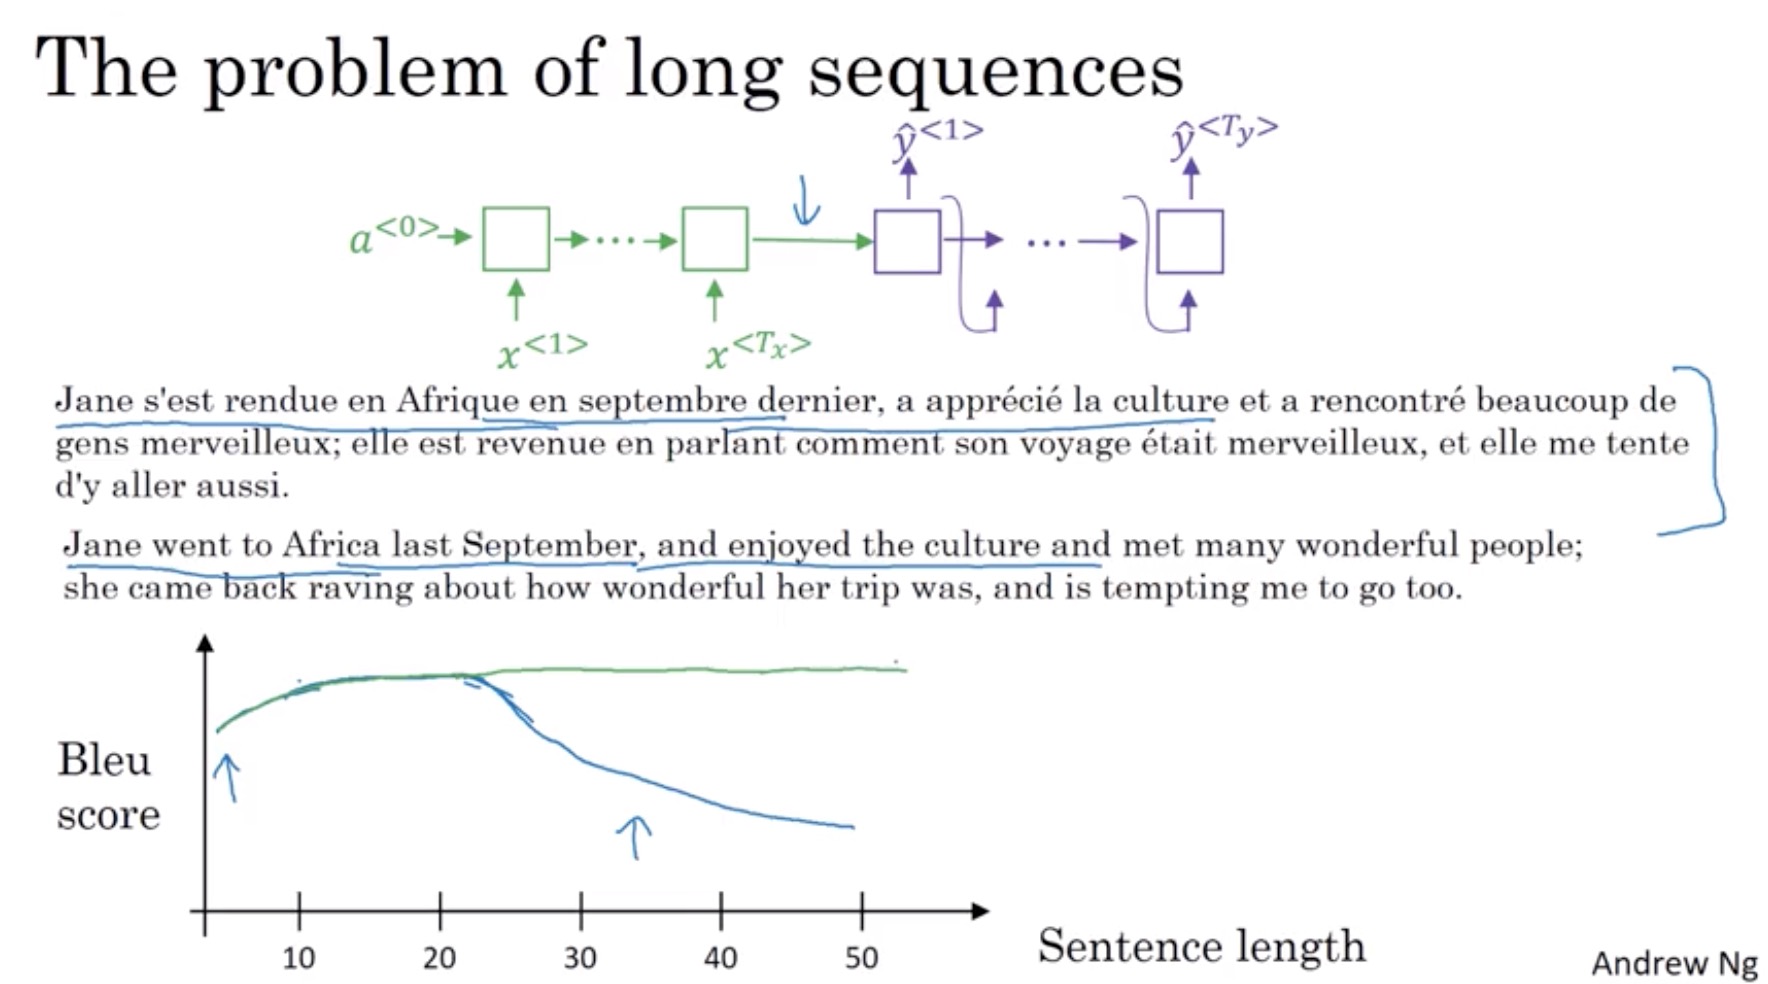 The problem of long sequences
ŷ<1> ŷ<Ty>
a<0> ... ...
x<1> x<Tx>
Jane s'est rendue en Afrique en septembre dernier, a apprécié la culture et a rencontré beaucoup de
gens merveilleux; elle est revenue en parlant comment son voyage était merveilleux, et elle me tente
d'y aller aussi.
Jane went to Africa last September, and enjoyed the culture and met many wonderful people;
she came back raving about how wonderful her trip was, and is tempting me to go too.
Bleu
score
10 20 30 40 50
Sentence length
Andrew Ng